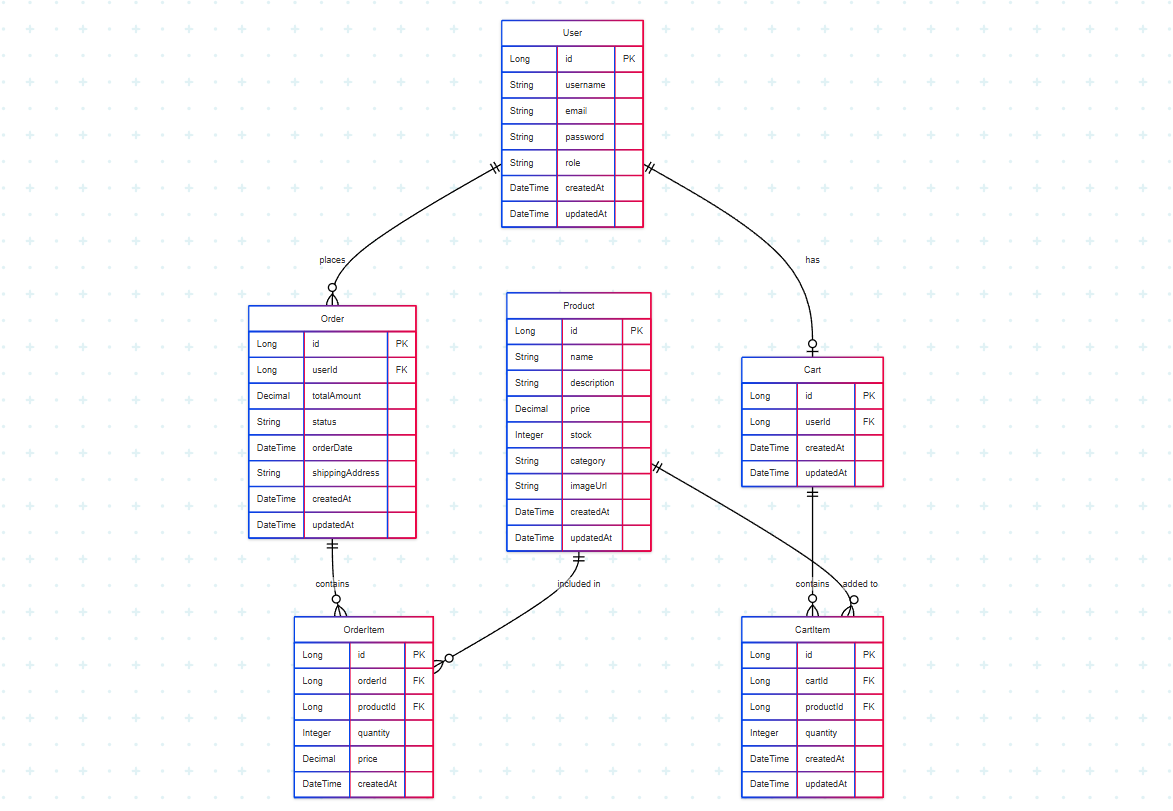 User
Long id PK
String username
String email
String password
String role
DateTime createdAt
DateTime updatedAt
places
has
Order
Long id PK
Long userId FK
Decimal totalAmount
String status
DateTime orderDate
String shippingAddress
DateTime createdAt
DateTime updatedAt
Product
Long id PK
String name
String description
Decimal price
Integer stock
String category
String imageUrl
DateTime createdAt
DateTime updatedAt
Cart
Long id PK
Long userId FK
DateTime createdAt
DateTime updatedAt
contains
included in
contains
added to
OrderItem
Long id PK
Long orderId FK
Long productId FK
Integer quantity
Decimal price
DateTime createdAt
CartItem
Long id PK
Long cartId FK
Long productId FK
Integer quantity
DateTime createdAt
DateTime updatedAt